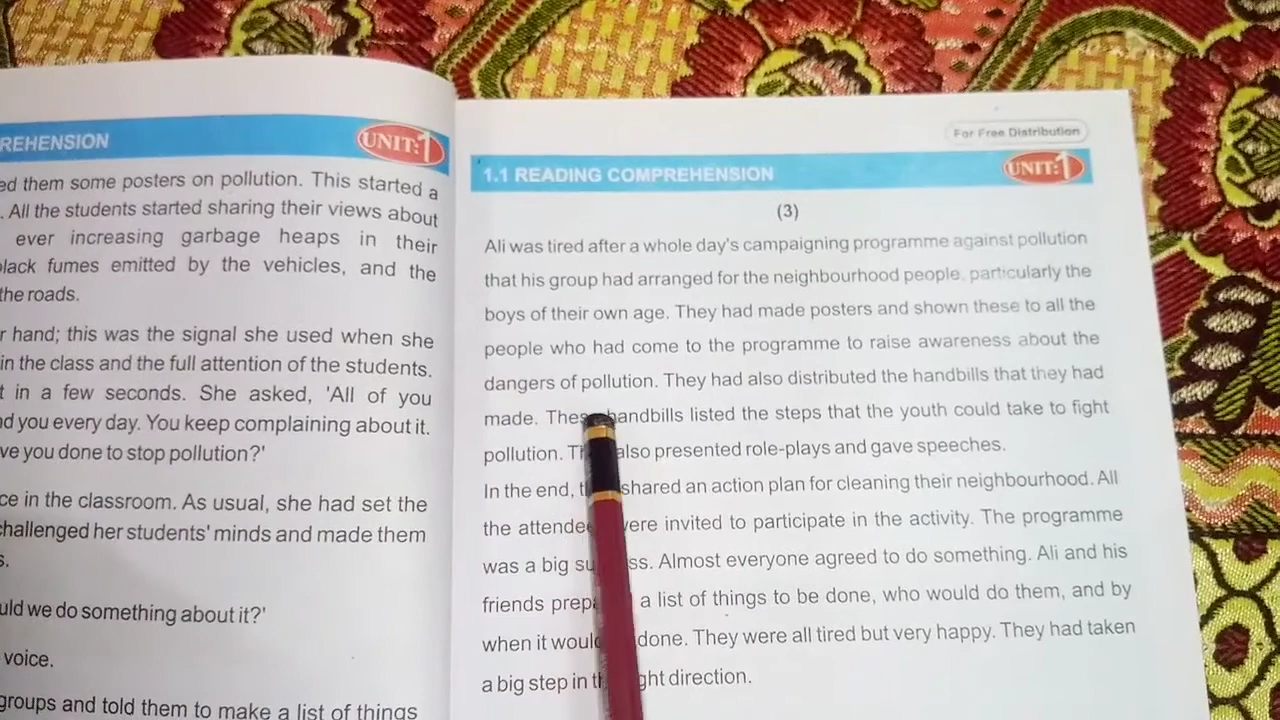 REHENSION
UNIT:1
ed them some posters on pollution. This started a
. All the students started sharing their views about
ever increasing garbage heaps in their
black fumes emitted by the vehicles, and the
the roads.
r hand; this was the signal she used when she
in the class and the full attention of the students.
t in a few seconds. She asked, 'All of you
nd you every day. You keep complaining about it.
ve you done to stop pollution?'
ce in the classroom. As usual, she had set the
challenged her students' minds and made them
s.
uld we do something about it?'
voice.
groups and told them to make a list of things
For Free Distribution
1.1 READING COMPREHENSION
UNIT:1
(3)
Ali was tired after a whole day's campaigning programme against pollution
that his group had arranged for the neighbourhood people, particularly the
boys of their own age. They had made posters and shown these to all the
people who had come to the programme to raise awareness about the
dangers of pollution. They had also distributed the handbills that they had
made. These handbills listed the steps that the youth could take to fight
pollution. also presented role-plays and gave speeches.
In the end, shared an action plan for cleaning their neighbourhood. All
the attendee were invited to participate in the activity. The programme
was a big Almost everyone agreed to do something. Ali and his
friends a list of things to be done, who would do them, and by
when it done. They were all tired but very happy. They had taken
a big step in direction.